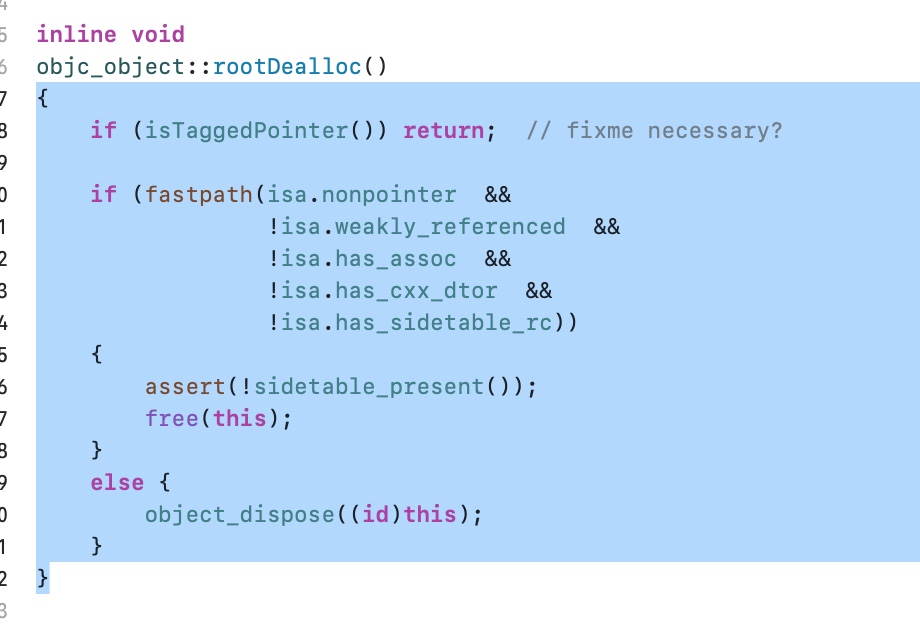 4
5 inline void
6 objc_object::rootDealloc()
7 {
8     if (isTaggedPointer()) return;  // fixme necessary?
9
0     if (fastpath(isa.nonpointer  &&
1                  !isa.weakly_referenced  &&
2                  !isa.has_assoc  &&
3                  !isa.has_cxx_dtor  &&
4                  !isa.has_sidetable_rc))
5     {
6         assert(!sidetable_present());
7         free(this);
8     }
9     else {
0         object_dispose((id)this);
1     }
2 }
3